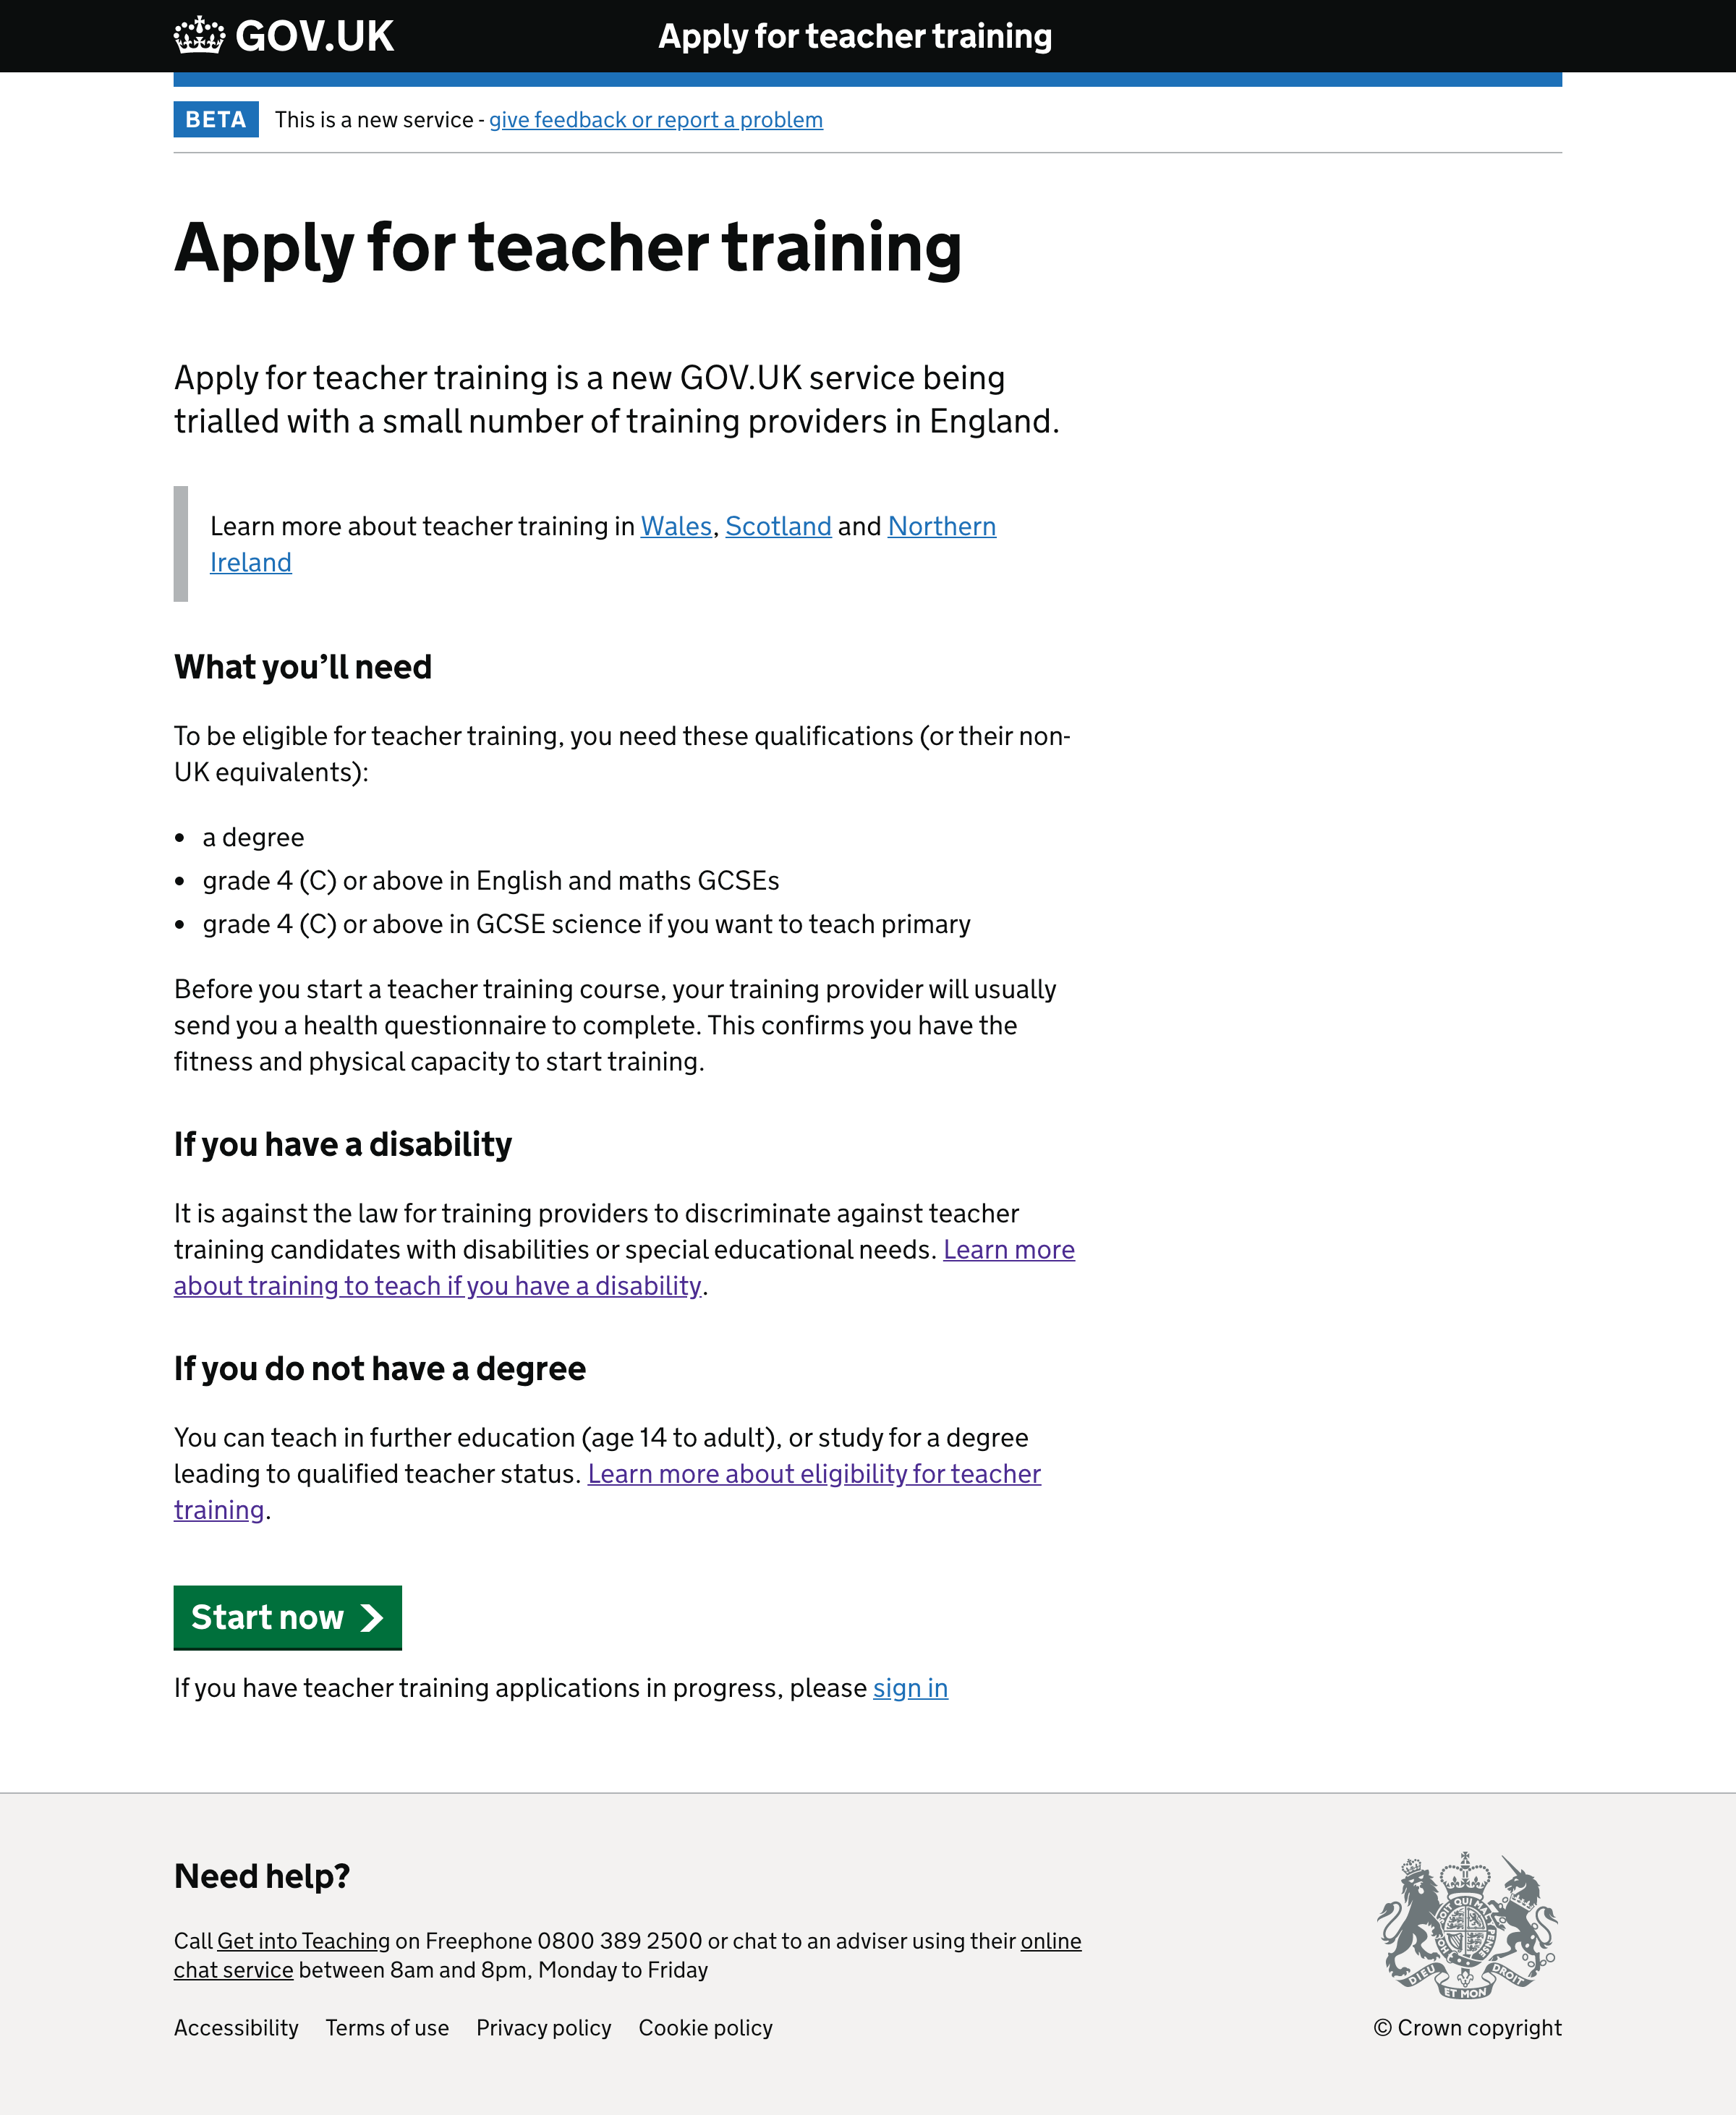 GOV.UK
Apply for teacher training
BETA
This is a new service - give feedback or report a problem
Apply for teacher training
Apply for teacher training is a new GOV.UK service being
trialled with a small number of training providers in England.
Learn more about teacher training in Wales, Scotland and Northern
Ireland
What you’ll need
To be eligible for teacher training, you need these qualifications (or their non-
UK equivalents):
• a degree
• grade 4 (C) or above in English and maths GCSEs
• grade 4 (C) or above in GCSE science if you want to teach primary
Before you start a teacher training course, your training provider will usually
send you a health questionnaire to complete. This confirms you have the
fitness and physical capacity to start training.
If you have a disability
It is against the law for training providers to discriminate against teacher
training candidates with disabilities or special educational needs. Learn more
about training to teach if you have a disability.
If you do not have a degree
You can teach in further education (age 14 to adult), or study for a degree
leading to qualified teacher status. Learn more about eligibility for teacher
training.
Start now
If you have teacher training applications in progress, please sign in
Need help?
Call Get into Teaching on Freephone 0800 389 2500 or chat to an adviser using their online
chat service between 8am and 8pm, Monday to Friday
Accessibility Terms of use Privacy policy Cookie policy
DIEU ET MON DROIT
© Crown copyright